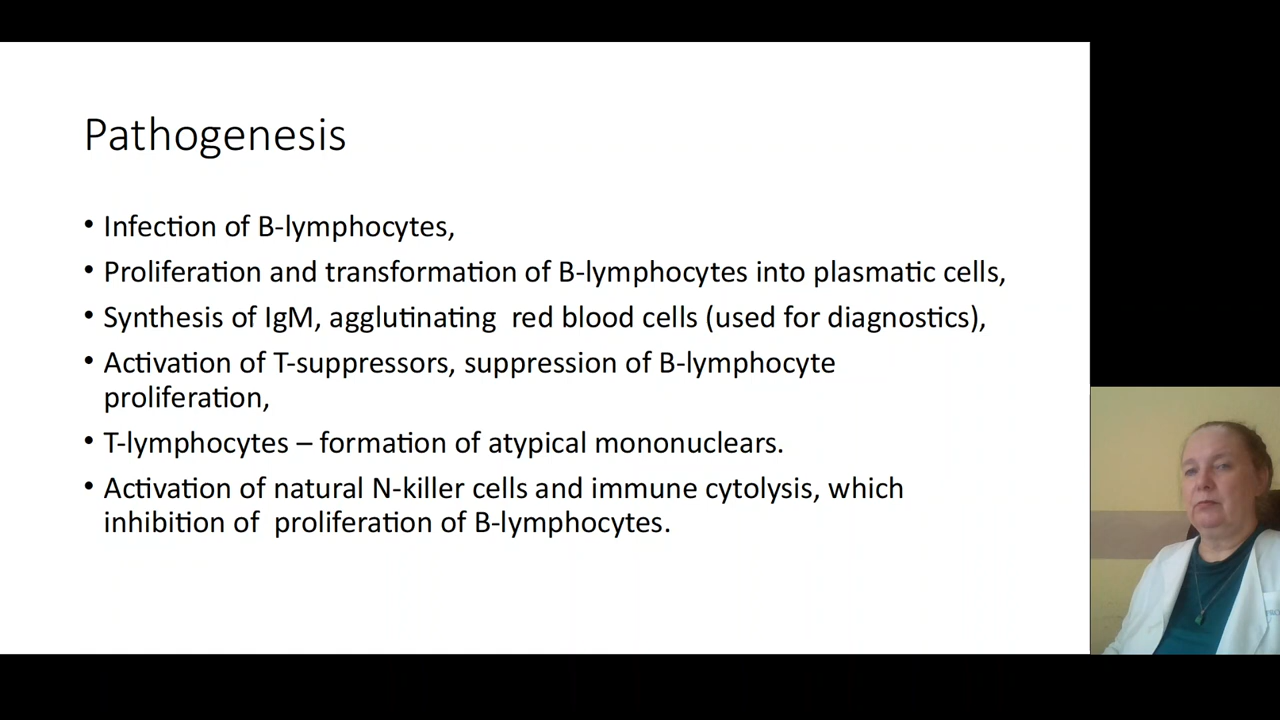 Pathogenesis
• Infection of B-lymphocytes,
• Proliferation and transformation of B-lymphocytes into plasmatic cells,
• Synthesis of IgM, agglutinating  red blood cells (used for diagnostics),
• Activation of T-suppressors, suppression of B-lymphocyte
proliferation,
• T-lymphocytes – formation of atypical mononuclears.
• Activation of natural N-killer cells and immune cytolysis, which
inhibition of  proliferation of B-lymphocytes.